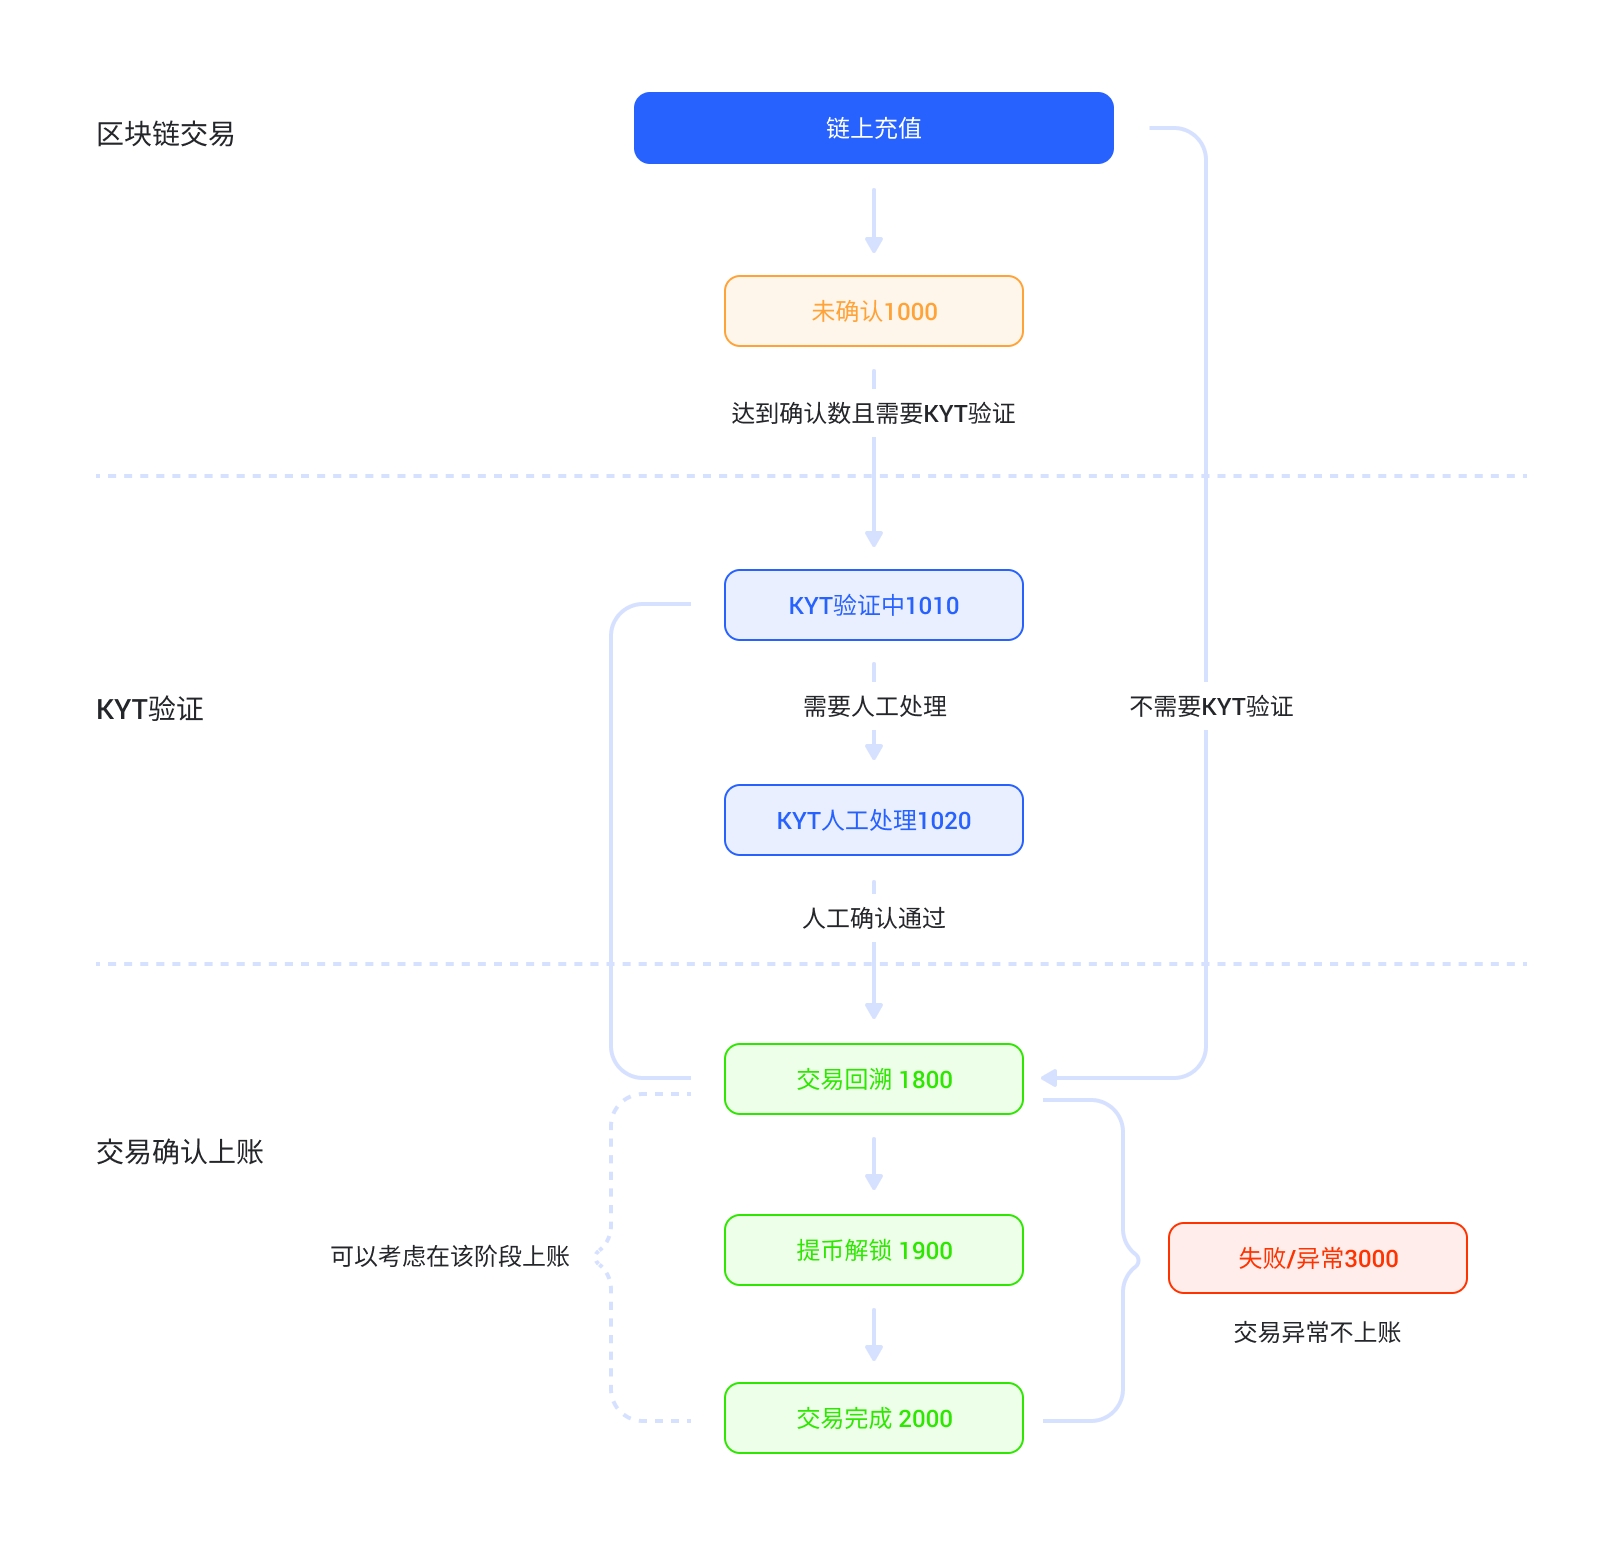 区块链交易
链上充值
未确认1000
达到确认数且需要KYT验证
KYT验证
KYT验证中1010
需要人工处理
不需要KYT验证
KYT人工处理1020
人工确认通过
交易确认上账
交易回溯 1800
可以考虑在该阶段上账
提币解锁 1900
失败/异常3000
交易异常不上账
交易完成 2000